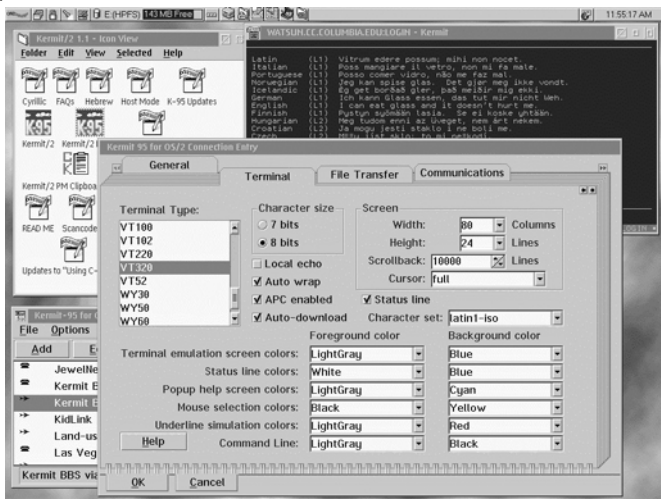 E:(HPFS) 143 MB Free
11:55:17 AM
Kermit/2 1.1 - Icon View
Folder Edit View Selected Help
Cyrillic FAQs Hebrew Host Mode K-95 Updates
Kermit/2
Kermit/2 PM Clipboa
READ ME Scancode
Updates to "Using C-
WATSUN.CC.COLUMBIA.EDU:LOGIN - Kermit
Latin (L1) Vitrum edere possum; mihi non nocet.
Italian (L1) Poss mangiare il vetro, non mi fa male.
Portuguese (L1) Posso comer vidro, não me faz mal.
Norwegian (L1) Jeg kan spise glas. Det gjør meg ikke vondt.
Icelandic (L1) Ég get borðað gler, það meiðir mig ekki.
German (L1) Ich kann Glass essen, das tut mir nicht Weh.
English (L1) I can eat glass and it doesn't hurt me.
Finnish (L1) Pystyn syömään lasia. Se ei koske yhtään.
Hungarian (L2) Meg tudom enni az üveget, nem árt nekem.
Croatian (L2) Ja mogu jesti staklo i ne boli me.
Czech (L2)
Kermit 95 for OS/2 Connection Entry
General Terminal File Transfer Communications
Terminal Type:
VT100
VT102
VT220
VT320
VT52
WY30
WY50
WY60
Character size
7 bits
8 bits
Local echo
Auto wrap
APC enabled
Auto-download
Screen
Width: 80 Columns
Height: 24 Lines
Scrollback: 10000 Lines
Cursor: full
Status line
Character set: latin1-iso
Foreground color Background color
Terminal emulation screen colors: LightGray Blue
Status line colors: White Blue
Popup help screen colors: LightGray Cyan
Mouse selection colors: Black Yellow
Underline simulation colors: LightGray Red
Command Line: LightGray Black
Help
OK Cancel
Kermit-95 for
File Options
Add E
JewelNe
Kermit B
Kermit E
KidLink
Land-us
Las Veg
Kermit BBS via